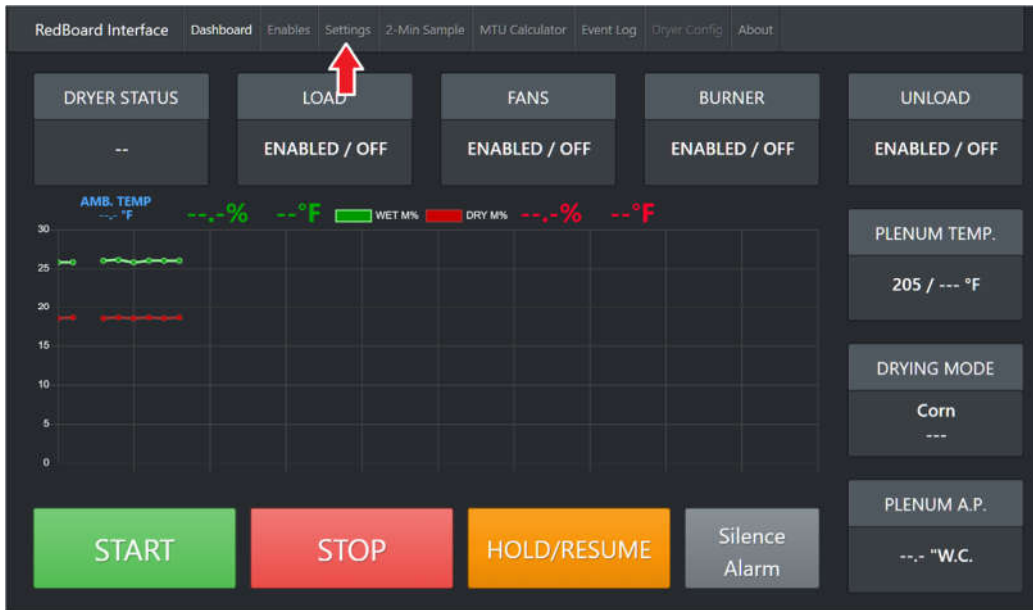 RedBoard Interface Dashboard Enables Settings 2-Min Sample MTU Calculator Event Log Dryer Config About
DRYER STATUS
--
LOAD
ENABLED / OFF
FANS
ENABLED / OFF
BURNER
ENABLED / OFF
UNLOAD
ENABLED / OFF
AMB. TEMP
--.- °F
--.-% --°F WET M% DRY M% --.-% --°F
30
25
20
15
10
5
0
PLENUM TEMP.
205 / --- °F
DRYING MODE
Corn
---
PLENUM A.P.
--.- "W.C.
START
STOP
HOLD/RESUME
Silence
Alarm